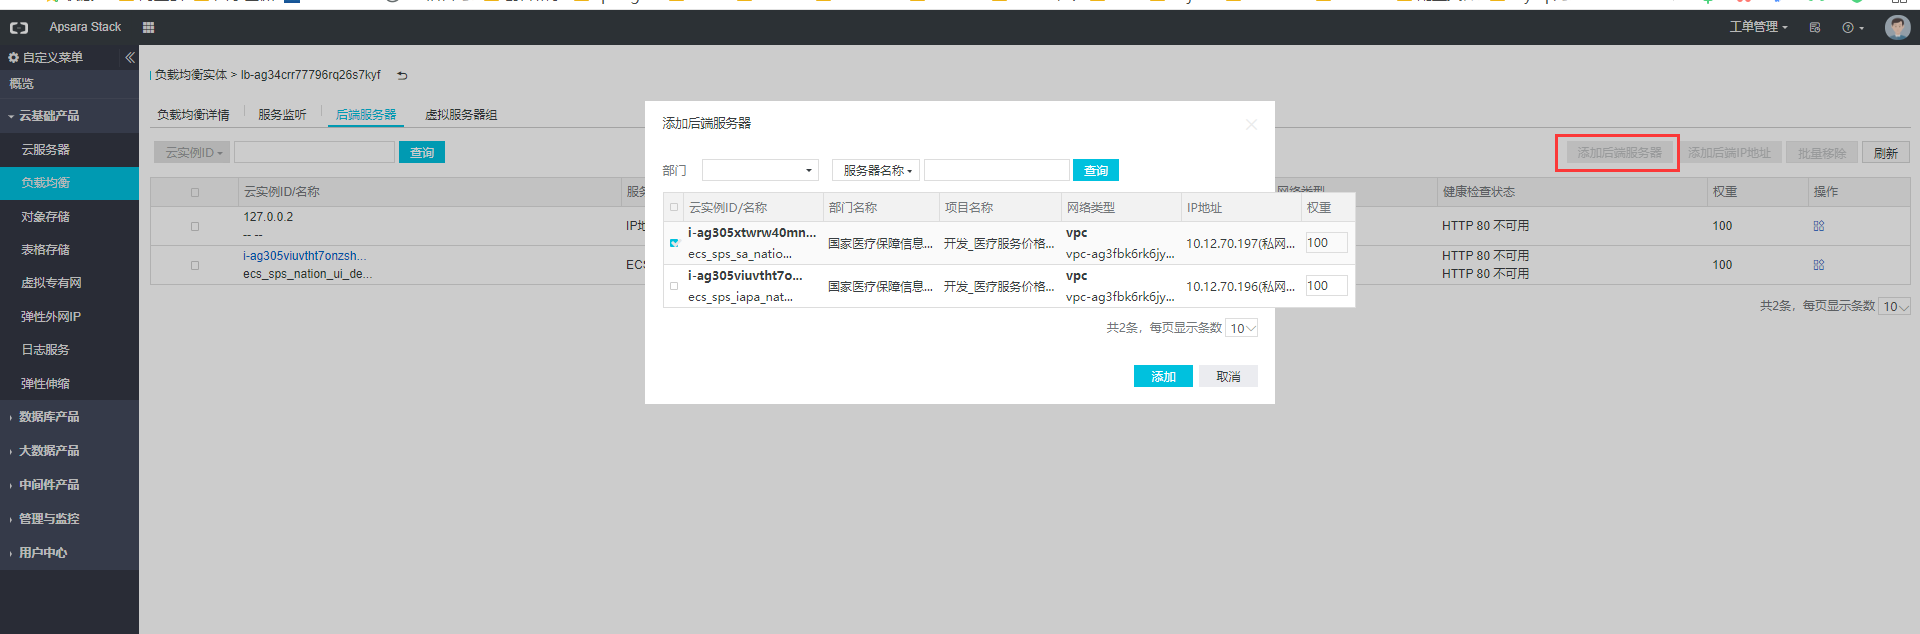 Apsara Stack
工单管理
自定义菜单
概览
云基础产品
云服务器
负载均衡
对象存储
表格存储
虚拟专有网
弹性外网IP
日志服务
弹性伸缩
数据库产品
大数据产品
中间件产品
管理与监控
用户中心
负载均衡实体 > lb-ag34crr77796rq26s7kyf
负载均衡详情 服务监听 后端服务器 虚拟服务器组
云实例ID 查询
添加后端服务器 添加后端IP地址 批量移除 刷新
云实例ID/名称 健康检查状态 权重 操作
127.0.0.2
-- --
HTTP 80 不可用 100
i-ag305viuvtht7onzsh...
ecs_sps_nation_ui_de...
HTTP 80 不可用
HTTP 80 不可用
100
共2条，每页显示条数 10
添加后端服务器
部门 服务器名称 查询
云实例ID/名称 部门名称 项目名称 网络类型 IP地址 权重
i-ag305xtwrw40mn...
ecs_sps_sa_natio...
国家医疗保障信息... 开发_医疗服务价格...
vpc
vpc-ag3fbk6rk6jy...
10.12.70.197(私网... 100
i-ag305viuvtht7o...
ecs_sps_iapa_nat...
国家医疗保障信息... 开发_医疗服务价格...
vpc
vpc-ag3fbk6rk6jy...
10.12.70.196(私网... 100
共2条，每页显示条数 10
添加 取消